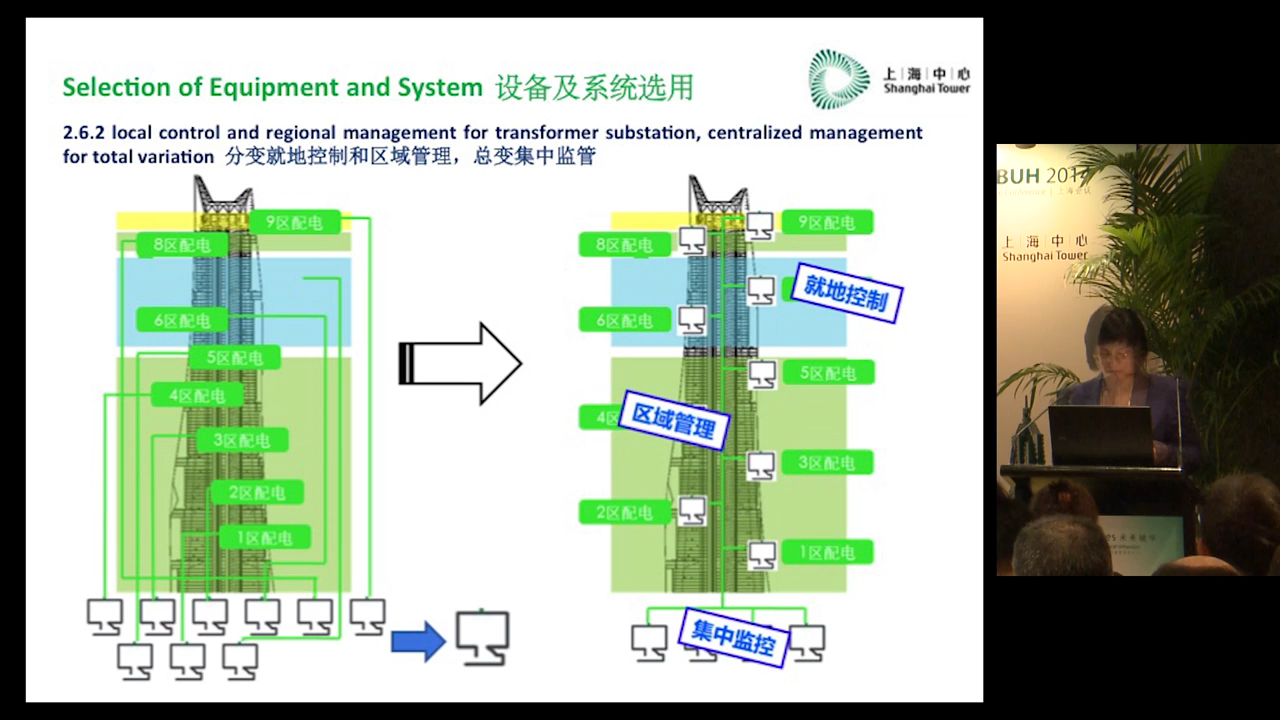 Selection of Equipment and System 设备及系统选用
上海中心
Shanghai Tower
2.6.2 local control and regional management for transformer substation, centralized management
for total variation 分变就地控制和区域管理，总变集中监管
9区配电
8区配电
6区配电
5区配电
4区配电
3区配电
2区配电
1区配电
9区配电
8区配电
就地控制
6区配电
5区配电
4区
区域管理
3区配电
2区配电
1区配电
集中监控
BUH 2014
上海中心
Shanghai Tower